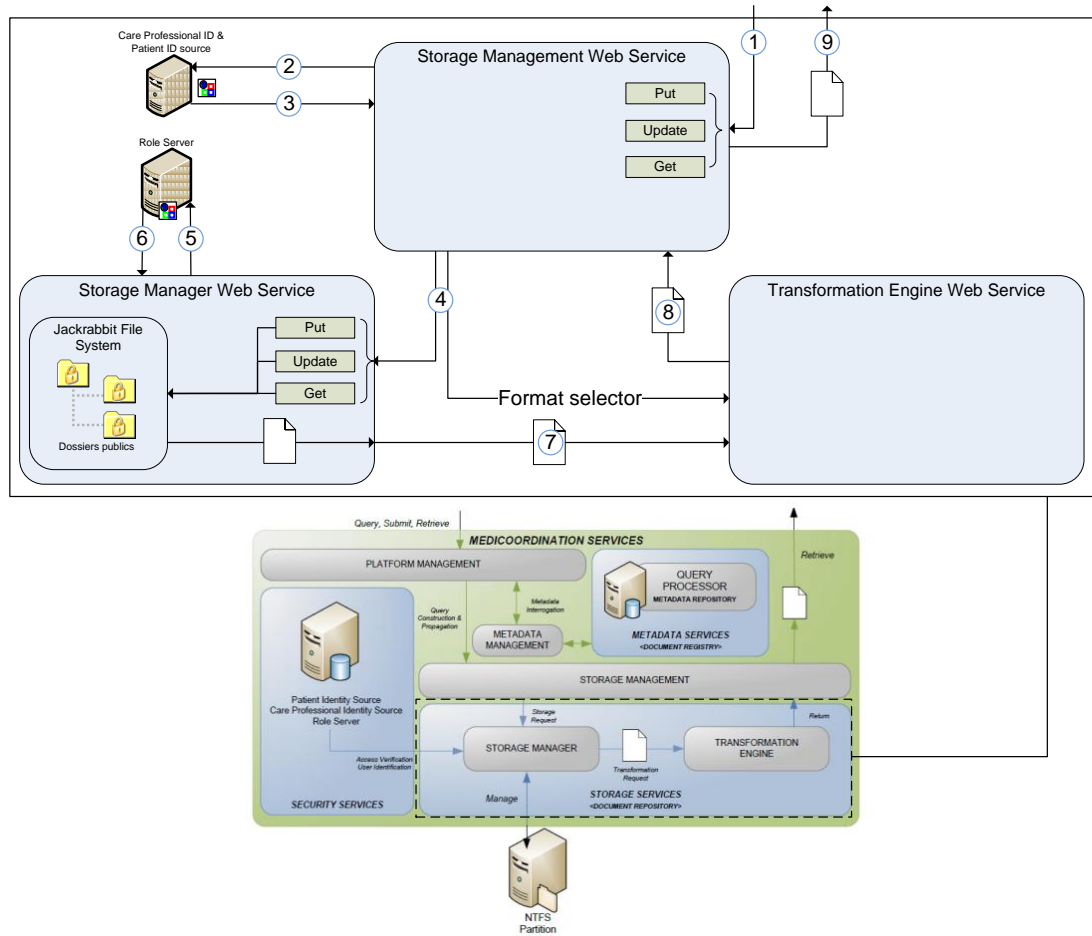 Care Professional ID &
Patient ID source
Storage Management Web Service
1
9
2
3
Put
Update
Get
Role Server
6
5
4
8
Storage Manager Web Service
Transformation Engine Web Service
Jackrabbit File
System
Put
Update
Get
Dossiers publics
Format selector
7
Query, Submit, Retrieve
MEDICOORDINATION SERVICES
Retrieve
PLATFORM MANAGEMENT
QUERY
PROCESSOR
METADATA REPOSITORY
Query
Construction &
Propagation
Metadata
Interrogation
METADATA
MANAGEMENT
METADATA SERVICES
<DOCUMENT REGISTRY>
STORAGE MANAGEMENT
Patient Identity Source
Care Professional Identity Source
Role Server
Storage
Request
Return
STORAGE MANAGER
TRANSFORMATION
ENGINE
Access Verification
User Identification
Transformation
Request
Manage
SECURITY SERVICES
STORAGE SERVICES
<DOCUMENT REPOSITORY>
NTFS
Partition